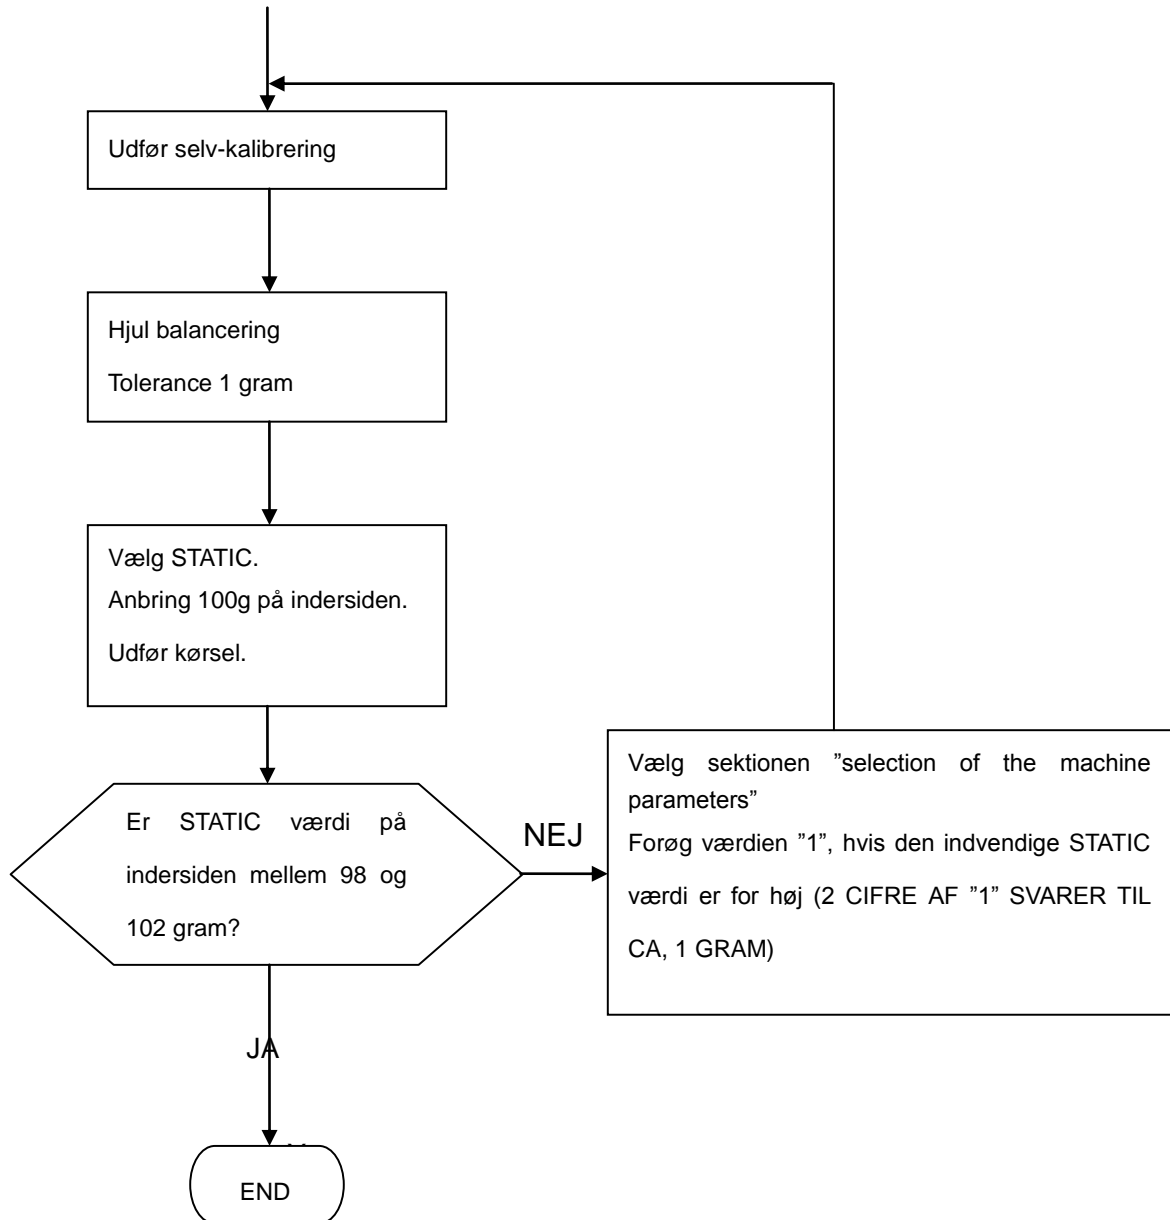 Udfør selv-kalibrering
Hjul balancering
Tolerance 1 gram
Vælg STATIC.
Anbring 100g på indersiden.
Udfør kørsel.
Er STATIC værdi på
indersiden mellem 98 og
102 gram?
NEJ
Vælg sektionen ”selection of the machine
parameters”
Forøg værdien ”1”, hvis den indvendige STATIC
værdi er for høj (2 CIFRE AF ”1” SVARER TIL
CA, 1 GRAM)
JA
END